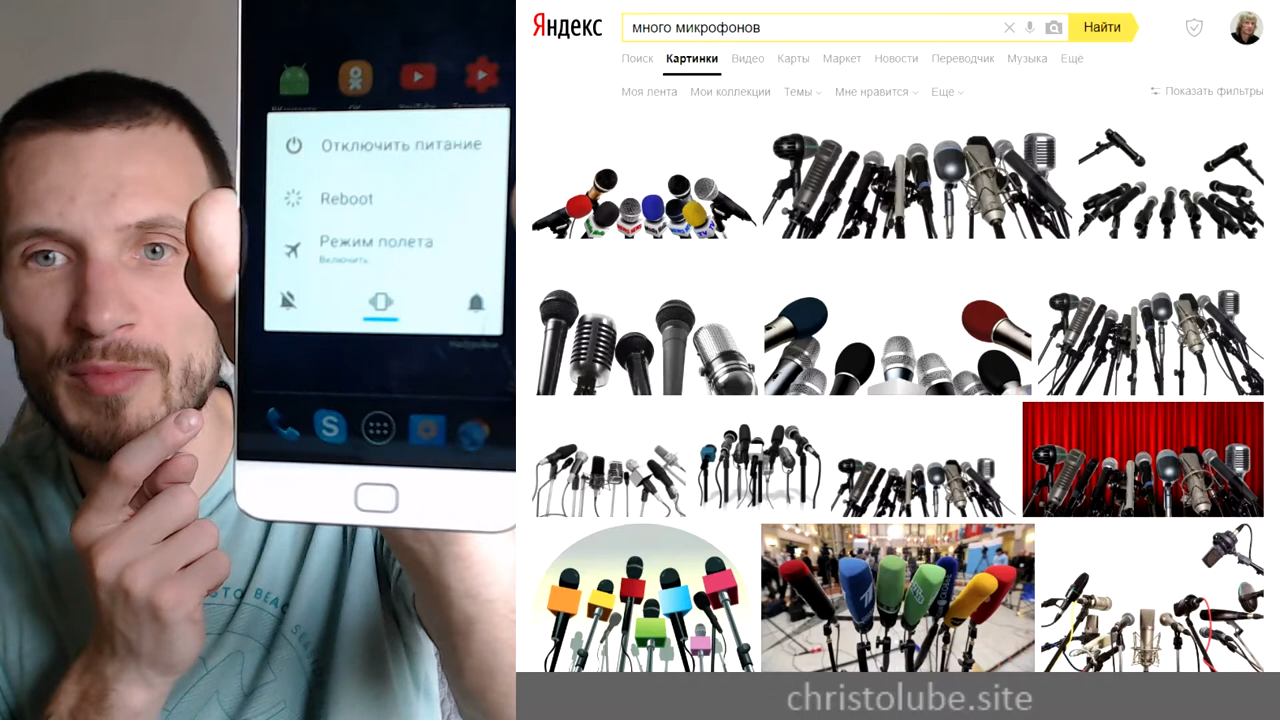 Отключить питание
Reboot
Режим полета
Включить
Яндекс
много микрофонов
Найти
Поиск Картинки Видео Карты Маркет Новости Переводчик Музыка Еще
Моя лента Мои коллекции Темы Мне нравится Еще
Показать фильтры
christolube.site